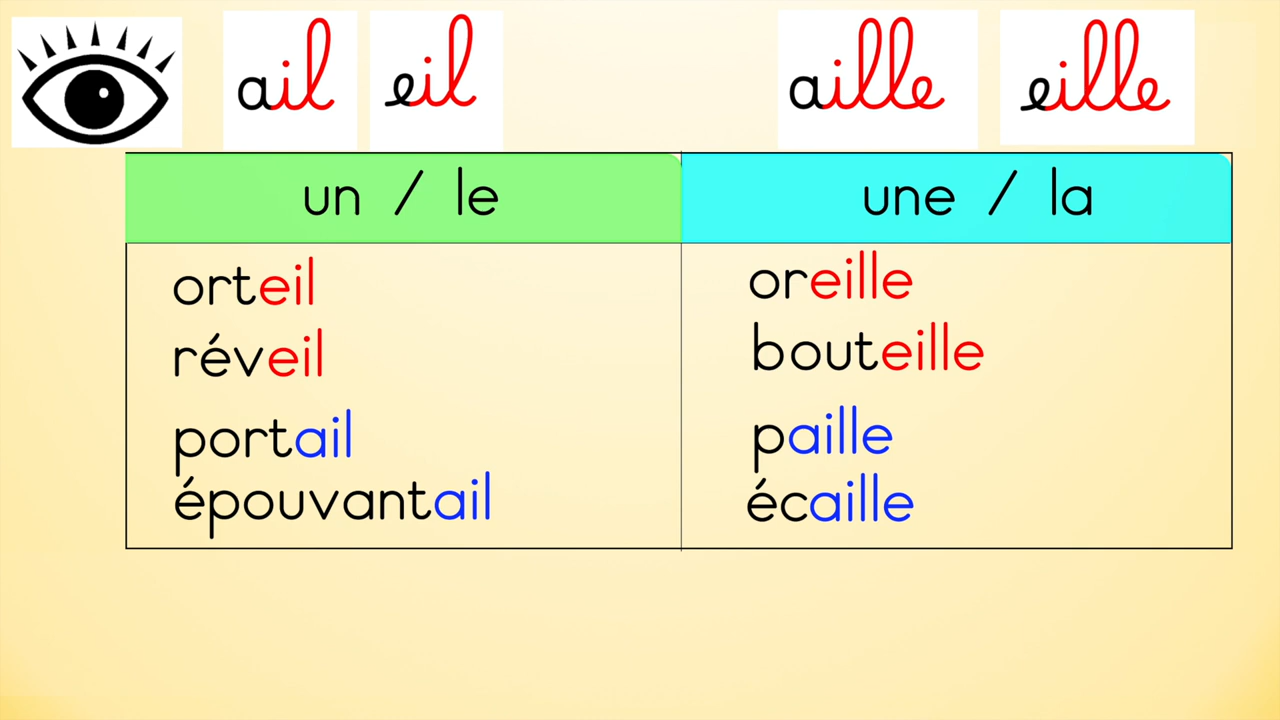 ail eil aille eille
un / le une / la
orteil oreille
réveil bouteille
portail paille
épouvantail écaille